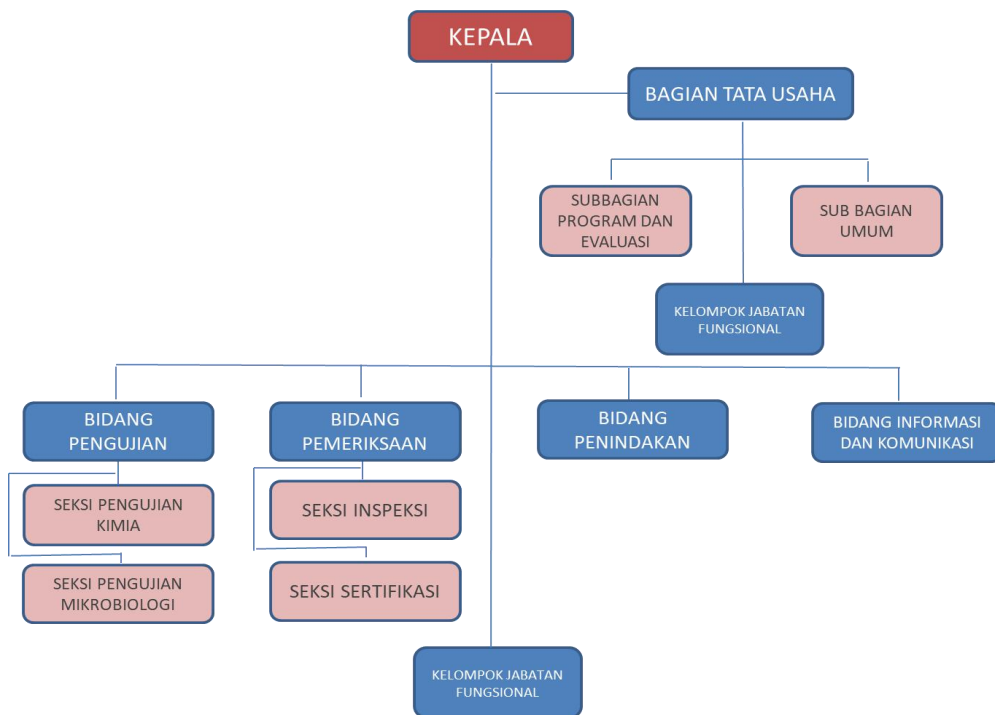 KEPALA
BAGIAN TATA USAHA
SUBBAGIAN
PROGRAM DAN
EVALUASI
SUB BAGIAN
UMUM
KELOMPOK JABATAN
FUNGSIONAL
BIDANG
PENGUJIAN
BIDANG
PEMERIKSAAN
BIDANG
PENINDAKAN
BIDANG INFORMASI
DAN KOMUNIKASI
SEKSI PENGUJIAN
KIMIA
SEKSI INSPEKSI
SEKSI PENGUJIAN
MIKROBIOLOGI
SEKSI SERTIFIKASI
KELOMPOK JABATAN
FUNGSIONAL